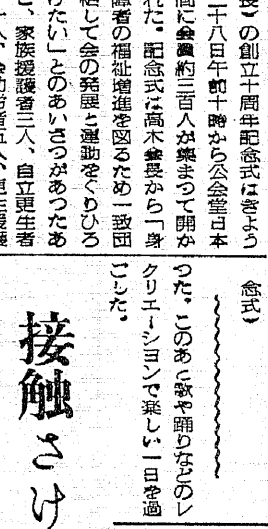 長）の創立十周年記念式はきよう
二十八日午前十時から公会堂日本
間に会員約三百人が集まつて開か
れた。記念式は高木会長から「身
障者の福祉増進を図るため一致団
結して会の発展と運動をくりひろ
げたい」とのあいさつがあつたあ
と、家族援護者三人、自立更生者
念式）
つた。このあと歌や踊りなどのレ
クリエーシヨンで楽しい一日を過
ごした。
接触さけ